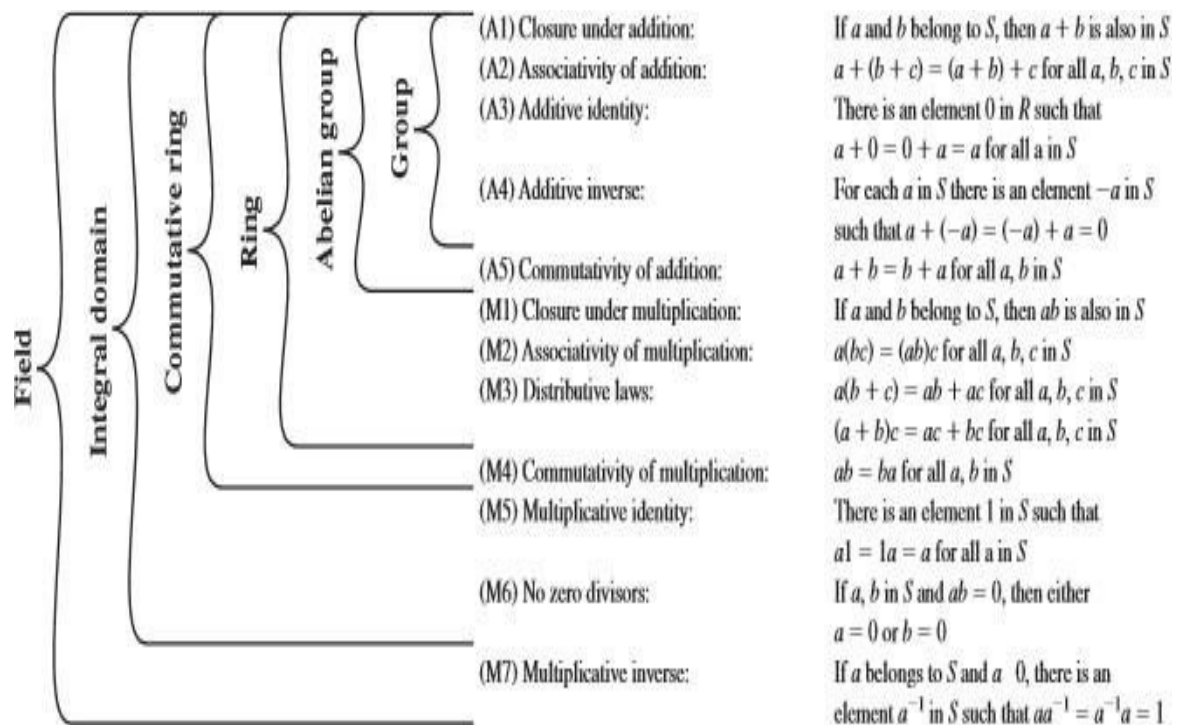 Field
Integral domain
Commutative ring
Ring
Abelian group
Group
(A1) Closure under addition: If a and b belong to S, then a + b is also in S
(A2) Associativity of addition: a + (b + c) = (a + b) + c for all a, b, c in S
(A3) Additive identity: There is an element 0 in R such that
a + 0 = 0 + a = a for all a in S
(A4) Additive inverse: For each a in S there is an element −a in S
such that a + (−a) = (−a) + a = 0
(A5) Commutativity of addition: a + b = b + a for all a, b in S
(M1) Closure under multiplication: If a and b belong to S, then ab is also in S
(M2) Associativity of multiplication: a(bc) = (ab)c for all a, b, c in S
(M3) Distributive laws: a(b + c) = ab + ac for all a, b, c in S
(a + b)c = ac + bc for all a, b, c in S
(M4) Commutativity of multiplication: ab = ba for all a, b in S
(M5) Multiplicative identity: There is an element 1 in S such that
a1 = 1a = a for all a in S
(M6) No zero divisors: If a, b in S and ab = 0, then either
a = 0 or b = 0
(M7) Multiplicative inverse: If a belongs to S and a 0, there is an
element a⁻¹ in S such that aa⁻¹ = a⁻¹a = 1